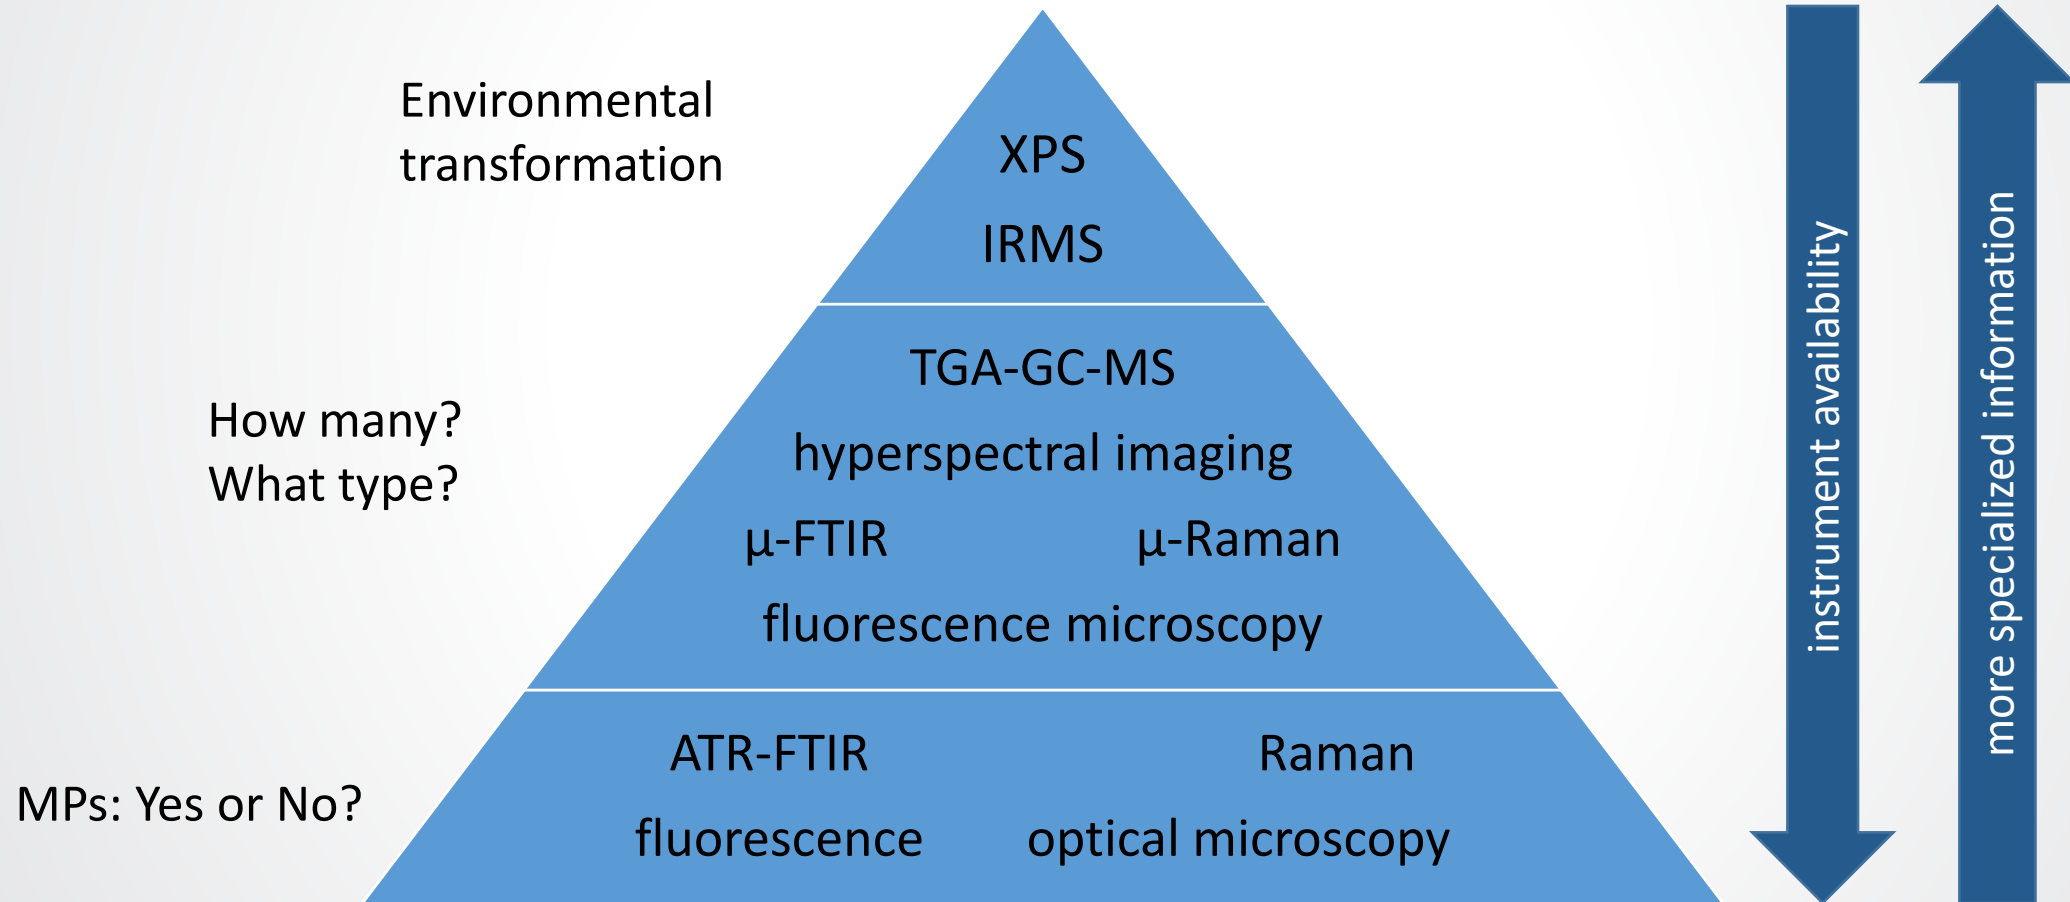 Environmental
transformation
XPS
IRMS
How many?
What type?
TGA-GC-MS
hyperspectral imaging
µ-FTIR
µ-Raman
fluorescence microscopy
MPs: Yes or No?
ATR-FTIR
Raman
fluorescence
optical microscopy
instrument availability
more specialized information